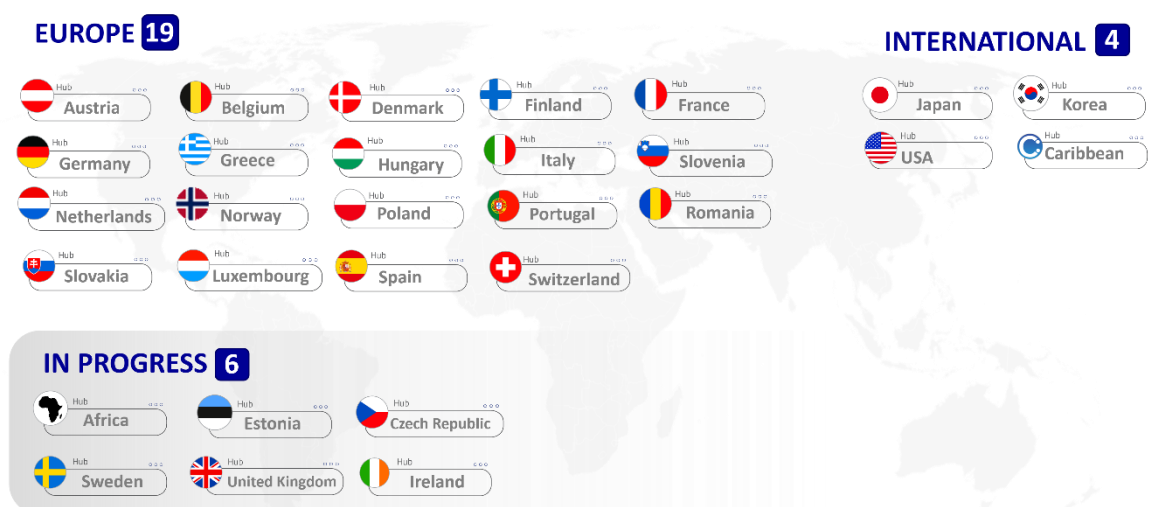 EUROPE 19
INTERNATIONAL 4
Hub
Austria
Hub
Belgium
Hub
Denmark
Hub
Finland
Hub
France
Hub
Japan
Hub
Korea
Hub
Germany
Hub
Greece
Hub
Hungary
Hub
Italy
Hub
Slovenia
Hub
USA
Hub
Caribbean
Hub
Netherlands
Hub
Norway
Hub
Poland
Hub
Portugal
Hub
Romania
Hub
Slovakia
Hub
Luxembourg
Hub
Spain
Hub
Switzerland
IN PROGRESS 6
Hub
Africa
Hub
Estonia
Hub
Czech Republic
Hub
Sweden
Hub
United Kingdom
Hub
Ireland